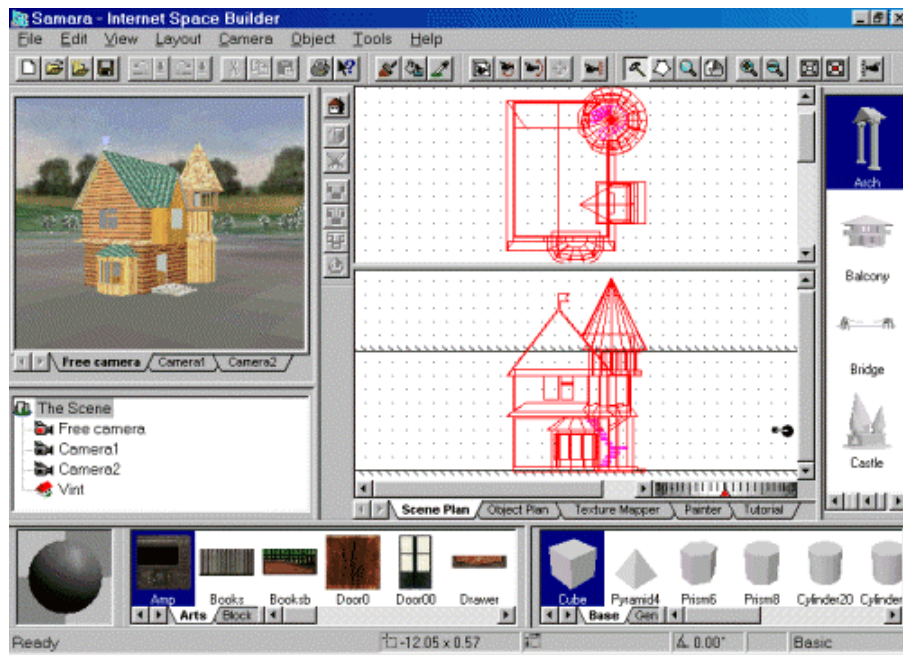 Samara - Internet Space Builder
File Edit View Layout Camera Object Tools Help
Arch
Balcony
Bridge
Castle
Free camera Camera1 Camera2
The Scene
Free camera
Camera1
Camera2
Vint
Scene Plan Object Plan Texture Mapper Painter Tutorial
Amp Books Booksb Door0 Door00 Drawer
Arts Block
Cube Pyramid4 Prism6 Prism8 Cylinder20 Cylinder
Base Gen
Ready -12.05 x 0.57 0.00° Basic